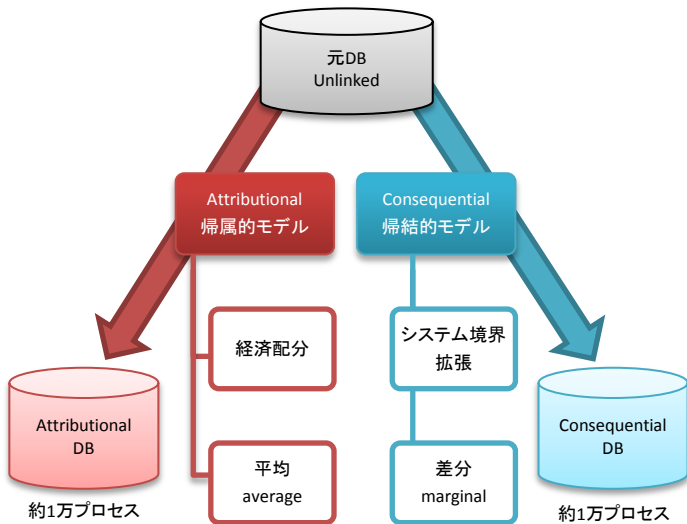 元DB
Unlinked
Attributional
帰属的モデル
Consequential
帰結的モデル
経済配分
システム境界
拡張
Attributional
DB
平均
average
差分
marginal
Consequential
DB
約1万プロセス
約1万プロセス